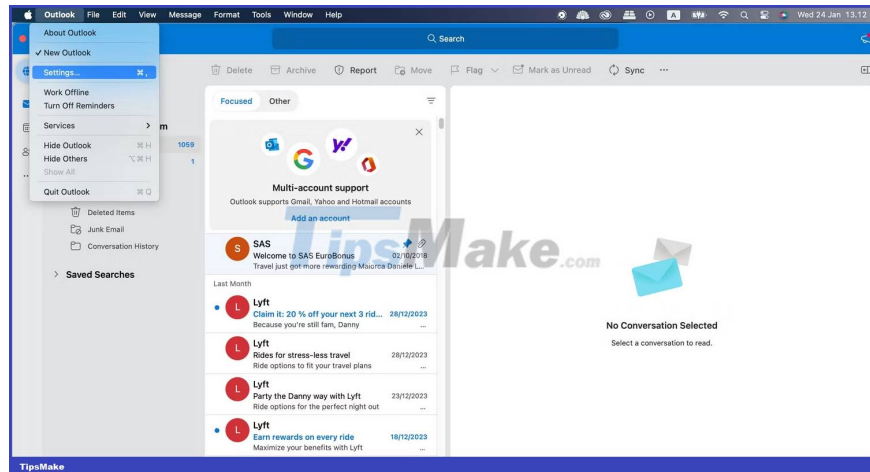 Outlook File Edit View Message Format Tools Window Help
A
Wed 24 Jan 13.12
About Outlook
✓ New Outlook
Settings... ⌘ ,
Work Offline
Turn Off Reminders
Services >
Hide Outlook ⌘ H
Hide Others ⌥ ⌘ H
Show All
Quit Outlook ⌘ Q
m
1059
1
Deleted Items
Junk Email
Conversation History
> Saved Searches
Search
Delete Archive Report Move Flag Mark as Unread Sync ...
Focused Other
Multi-account support
Outlook supports Gmail, Yahoo and Hotmail accounts
Add an account
S
SAS
Welcome to SAS EuroBonus 02/10/2018
Travel just got more rewarding Maiorca Daniele L...
Last Month
L
Lyft
Claim it: 20 % off your next 3 rid... 28/12/2023
Because you're still fam, Danny ...
L
Lyft
Rides for stress-less travel 28/12/2023
Ride options to fit your travel plans ...
L
Lyft
Party the Danny way with Lyft 23/12/2023
Ride options for the perfect night out ...
L
Lyft
Earn rewards on every ride 18/12/2023
Maximize your benefits with Lyft ...
No Conversation Selected
Select a conversation to read.
TipsMake.com
TipsMake